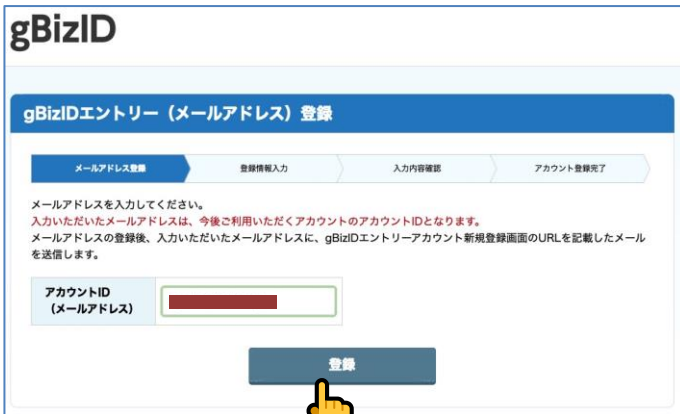 gBizID
gBizIDエントリー（メールアドレス）登録
メールアドレス登録
登録情報入力
入力内容確認
アカウント登録完了
メールアドレスを入力してください。
入力いただいたメールアドレスは、今後ご利用いただくアカウントのアカウントIDとなります。
メールアドレスの登録後、入力いただいたメールアドレスに、gBizIDエントリーアカウント新規登録画面のURLを記載したメール
を送信します。
アカウントID
（メールアドレス）
登録